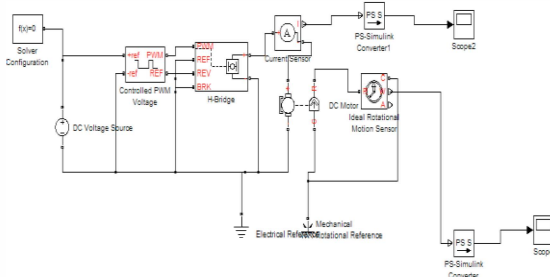 f(x)=0
Solver
Configuration
+ref PWM
-ref REF
Controlled PWM
Voltage
DC Voltage Source
PWM
REF
REV
BRK
H-Bridge
A
I
Current Sensor
PS S
PS-Simulink
Converter1
Scope2
DC Motor
C
R W
A
Ideal Rotational
Motion Sensor
Electrical Reference
Mechanical
Rotational Reference
PS S
PS-Simulink
Converter
Scope